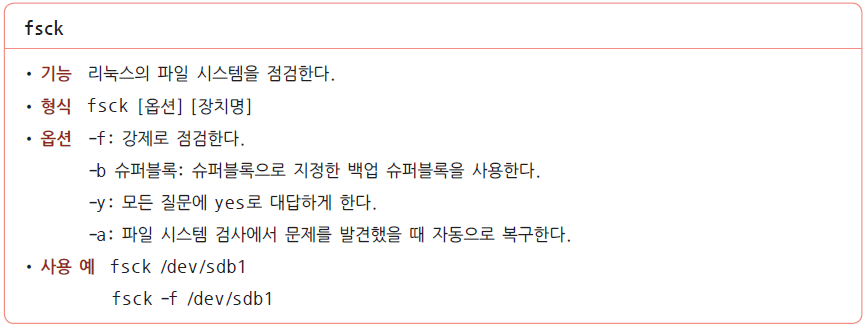 fsck
• 기능 리눅스의 파일 시스템을 점검한다.
• 형식 fsck [옵션] [장치명]
• 옵션 -f: 강제로 점검한다.
-b 슈퍼블록: 슈퍼블록으로 지정한 백업 슈퍼블록을 사용한다.
-y: 모든 질문에 yes로 대답하게 한다.
-a: 파일 시스템 검사에서 문제를 발견했을 때 자동으로 복구한다.
• 사용 예 fsck /dev/sdb1
fsck -f /dev/sdb1